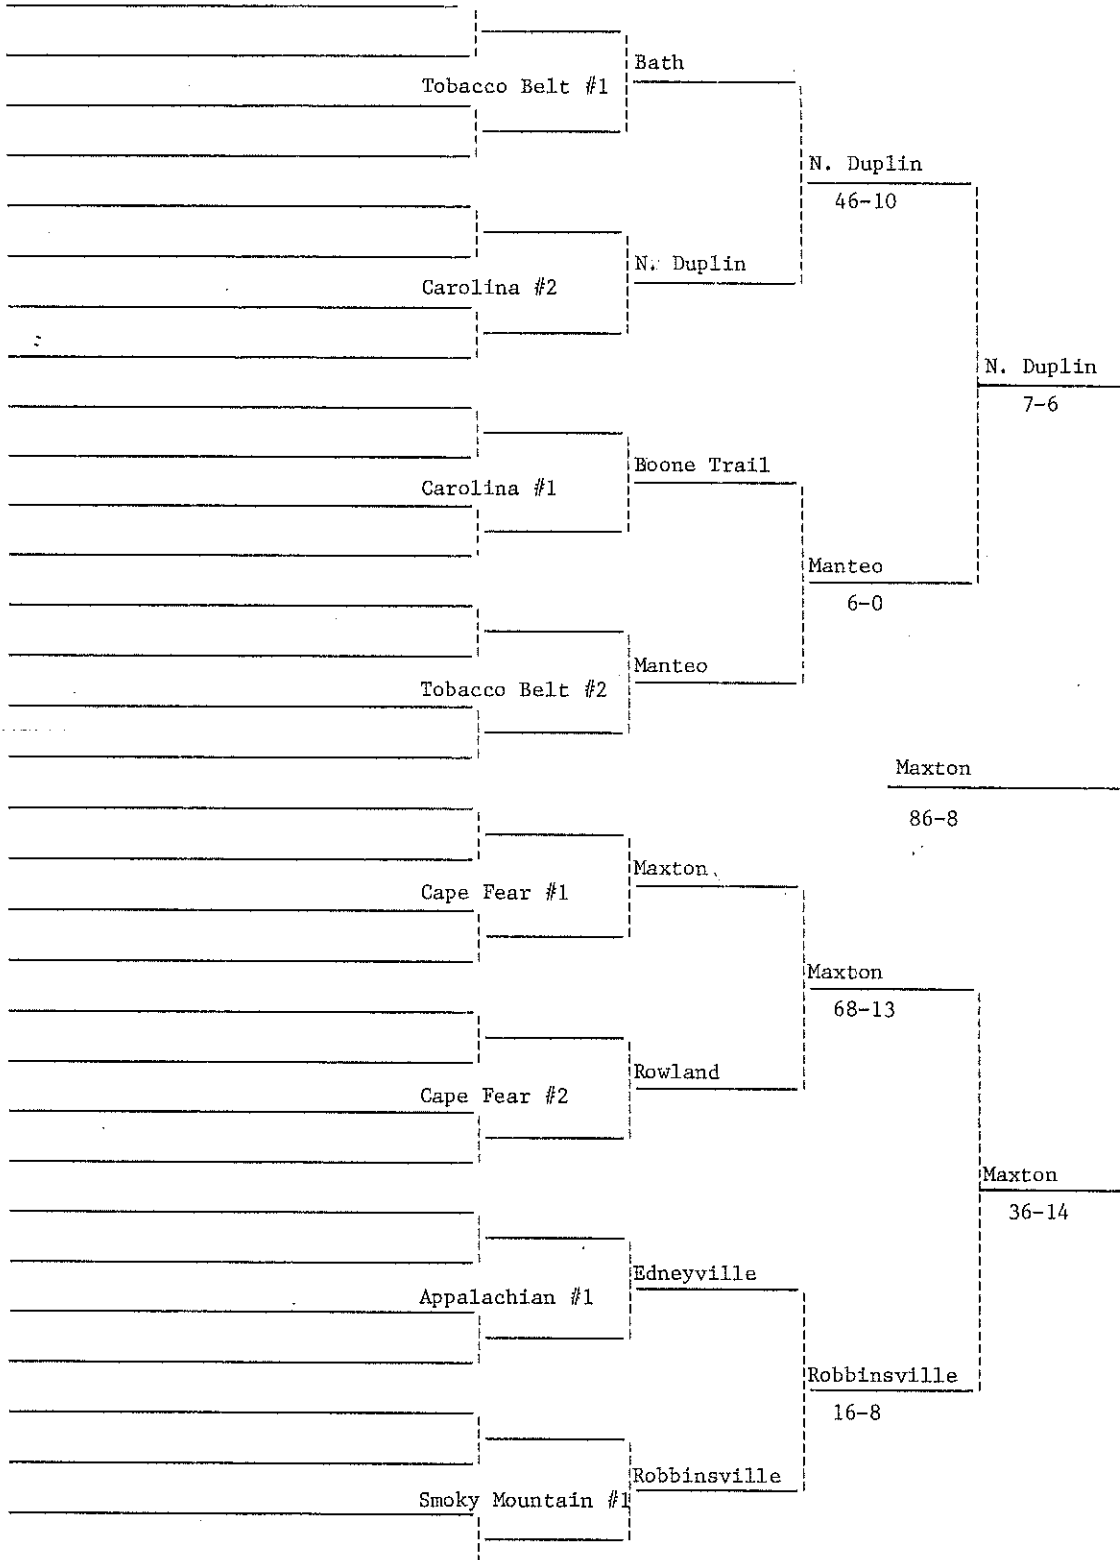 Bath
Tobacco Belt #1
N. Duplin
46-10
N. Duplin
Carolina #2
N. Duplin
7-6
Boone Trail
Carolina #1
Manteo
6-0
Manteo
Tobacco Belt #2
Maxton
86-8
Maxton
Cape Fear #1
Maxton
68-13
Rowland
Cape Fear #2
Maxton
36-14
Edneyville
Appalachian #1
Robbinsville
16-8
Robbinsville
Smoky Mountain #1